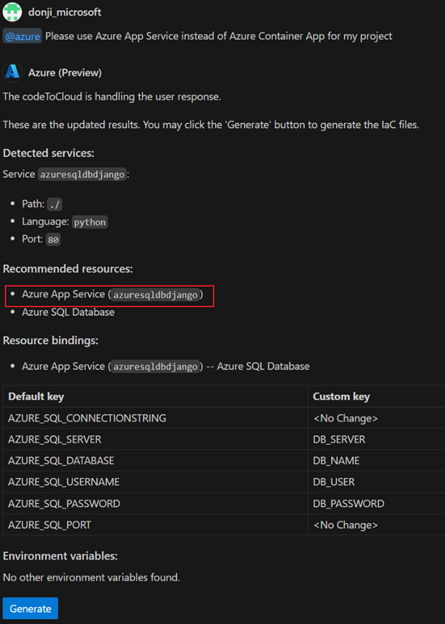 donji_microsoft
@azure Please use Azure App Service instead of Azure Container App for my project
Azure (Preview)
The codeToCloud is handling the user response.
These are the updated results. You may click the 'Generate' button to generate the IaC files.
Detected services:
Service azuresqldbdjango:
• Path: ./
• Language: python
• Port: 80
Recommended resources:
• Azure App Service (azuresqldbdjango)
• Azure SQL Database
Resource bindings:
• Azure App Service (azuresqldbdjango) -- Azure SQL Database
Default key Custom key
AZURE_SQL_CONNECTIONSTRING <No Change>
AZURE_SQL_SERVER DB_SERVER
AZURE_SQL_DATABASE DB_NAME
AZURE_SQL_USERNAME DB_USER
AZURE_SQL_PASSWORD DB_PASSWORD
AZURE_SQL_PORT <No Change>
Environment variables:
No other environment variables found.
Generate